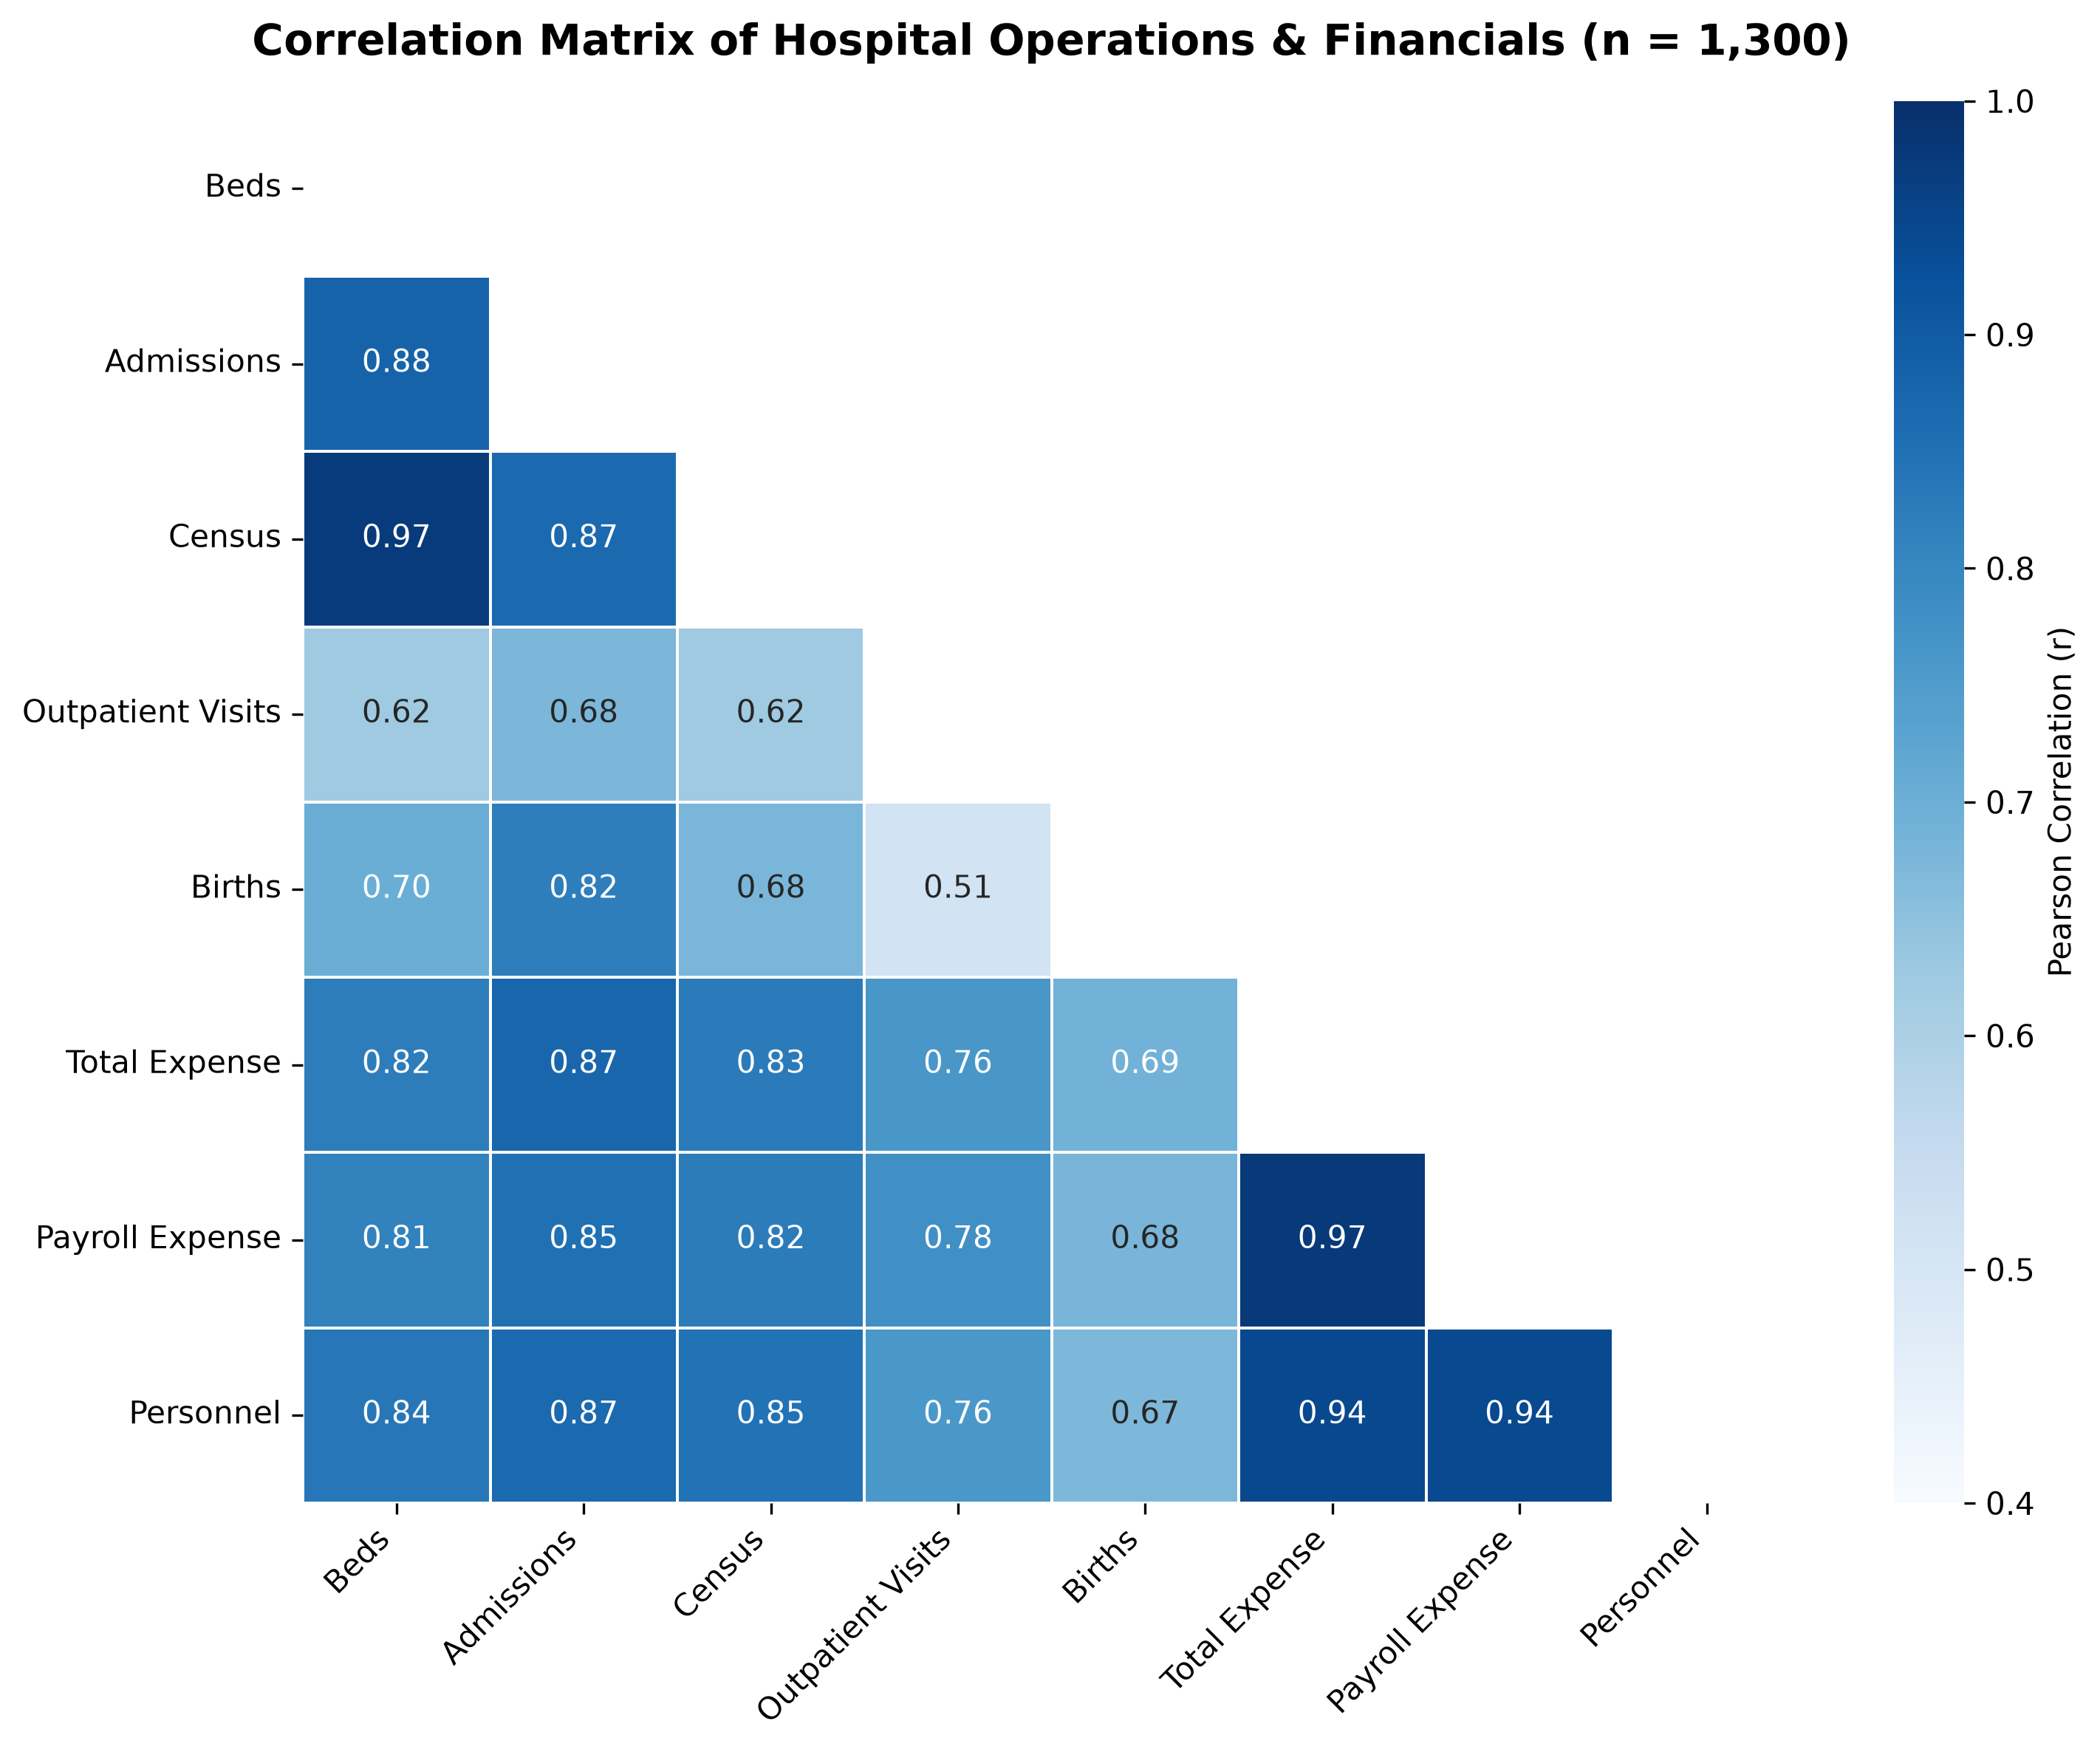 Correlation Matrix of Hospital Operations & Financials (n = 1,300)
Beds
Admissions 0.88
Census 0.97 0.87
Outpatient Visits 0.62 0.68 0.62
Births 0.70 0.82 0.68 0.51
Total Expense 0.82 0.87 0.83 0.76 0.69
Payroll Expense 0.81 0.85 0.82 0.78 0.68 0.97
Personnel 0.84 0.87 0.85 0.76 0.67 0.94 0.94
Beds
Admissions
Census
Outpatient Visits
Births
Total Expense
Payroll Expense
Personnel
1.0
0.9
0.8
0.7
0.6
0.5
0.4
Pearson Correlation (r)